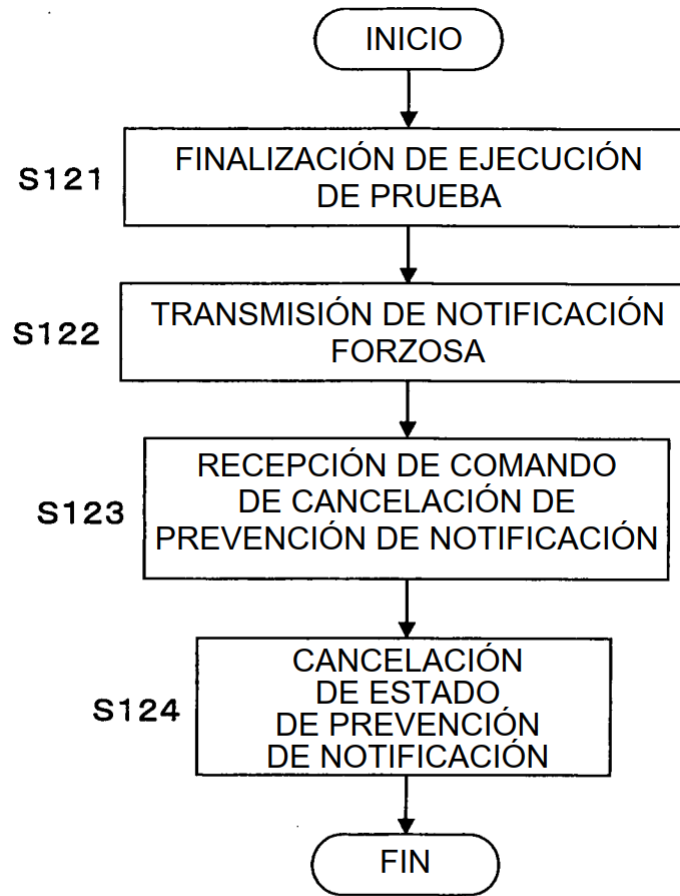 INICIO
S121
FINALIZACIÓN DE EJECUCIÓN
DE PRUEBA
S122
TRANSMISIÓN DE NOTIFICACIÓN
FORZOSA
S123
RECEPCIÓN DE COMANDO
DE CANCELACIÓN DE
PREVENCIÓN DE NOTIFICACIÓN
S124
CANCELACIÓN
DE ESTADO
DE PREVENCIÓN
DE NOTIFICACIÓN
FIN